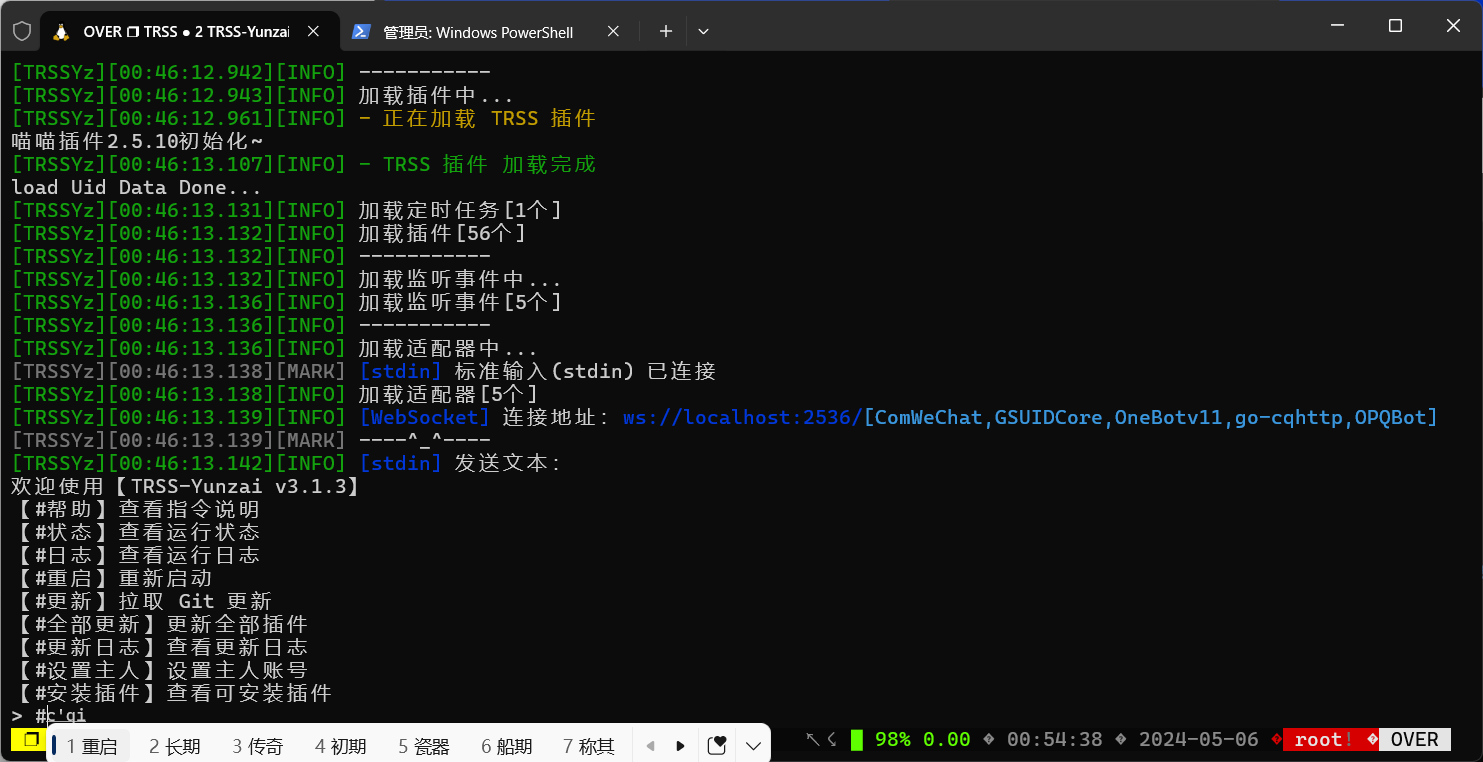 OVER ❐ TRSS ● 2 TRSS-Yunzai 管理员: Windows PowerShell
[TRSSYz][00:46:12.942][INFO] -----------
[TRSSYz][00:46:12.943][INFO] 加载插件中...
[TRSSYz][00:46:12.961][INFO] - 正在加载 TRSS 插件
喵喵插件2.5.10初始化~
[TRSSYz][00:46:13.107][INFO] - TRSS 插件 加载完成
load Uid Data Done...
[TRSSYz][00:46:13.131][INFO] 加载定时任务[1个]
[TRSSYz][00:46:13.132][INFO] 加载插件[56个]
[TRSSYz][00:46:13.132][INFO] -----------
[TRSSYz][00:46:13.132][INFO] 加载监听事件中...
[TRSSYz][00:46:13.136][INFO] 加载监听事件[5个]
[TRSSYz][00:46:13.136][INFO] -----------
[TRSSYz][00:46:13.136][INFO] 加载适配器中...
[TRSSYz][00:46:13.138][MARK] [stdin] 标准输入(stdin) 已连接
[TRSSYz][00:46:13.138][INFO] 加载适配器[5个]
[TRSSYz][00:46:13.139][INFO] [WebSocket] 连接地址: ws://localhost:2536/[ComWeChat,GSUIDCore,OneBotv11,go-cqhttp,OPQBot]
[TRSSYz][00:46:13.139][MARK] ----^_^----
[TRSSYz][00:46:13.142][INFO] [stdin] 发送文本:
欢迎使用【TRSS-Yunzai v3.1.3】
【#帮助】查看指令说明
【#状态】查看运行状态
【#日志】查看运行日志
【#重启】重新启动
【#更新】拉取 Git 更新
【#全部更新】更新全部插件
【#更新日志】查看更新日志
【#设置主人】设置主人账号
【#安装插件】查看可安装插件
> #c'qi
1 重启 2 长期 3 传奇 4 初期 5 瓷器 6 船期 7 称其
98% 0.00 � 00:54:38 � 2024-05-06 � root! � OVER